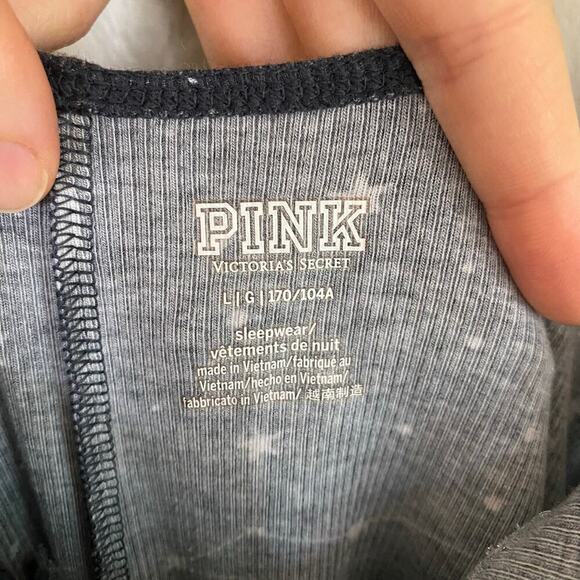 PINK
VICTORIA'S SECRET
L | G | 170/104A
sleepwear/
vêtements de nuit
made in Vietnam/fabriqué au
Vietnam/hecho en Vietnam/
fabbricato in Vietnam/ 越南制造